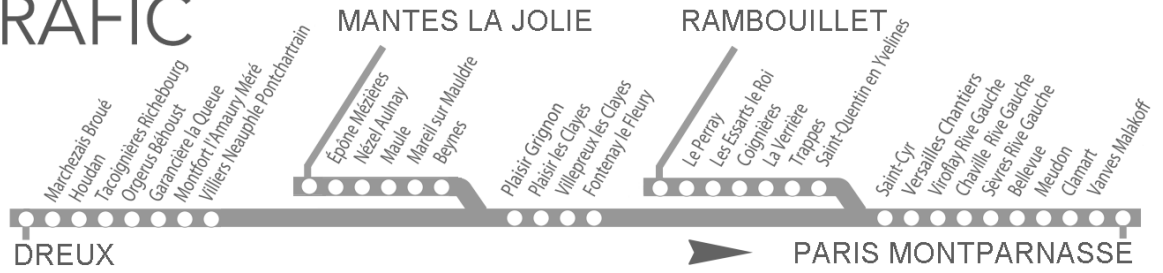 RAFIC
MANTES LA JOLIE
RAMBOUILLET
Marchezais Broué
Houdan
Tacoignières Richebourg
Orgerus Béhoust
Garancière la Queue
Montfort l'Amaury Méré
Villiers Neauphle Pontchartrain
Épône Mézières
Nézel Aulnay
Maule
Mareil sur Mauldre
Beynes
Plaisir Grignon
Plaisir les Clayes
Villepreux les Clayes
Fontenay le Fleury
Le Perray
Les Essarts le Roi
Coignières
La Verrière
Trappes
Saint-Quentin en Yvelines
Saint-Cyr
Versailles Chantiers
Viroflay Rive Gauche
Chaville Rive Gauche
Sèvres Rive Gauche
Bellevue
Meudon
Clamart
Vanves Malakoff
DREUX
PARIS MONTPARNASSE